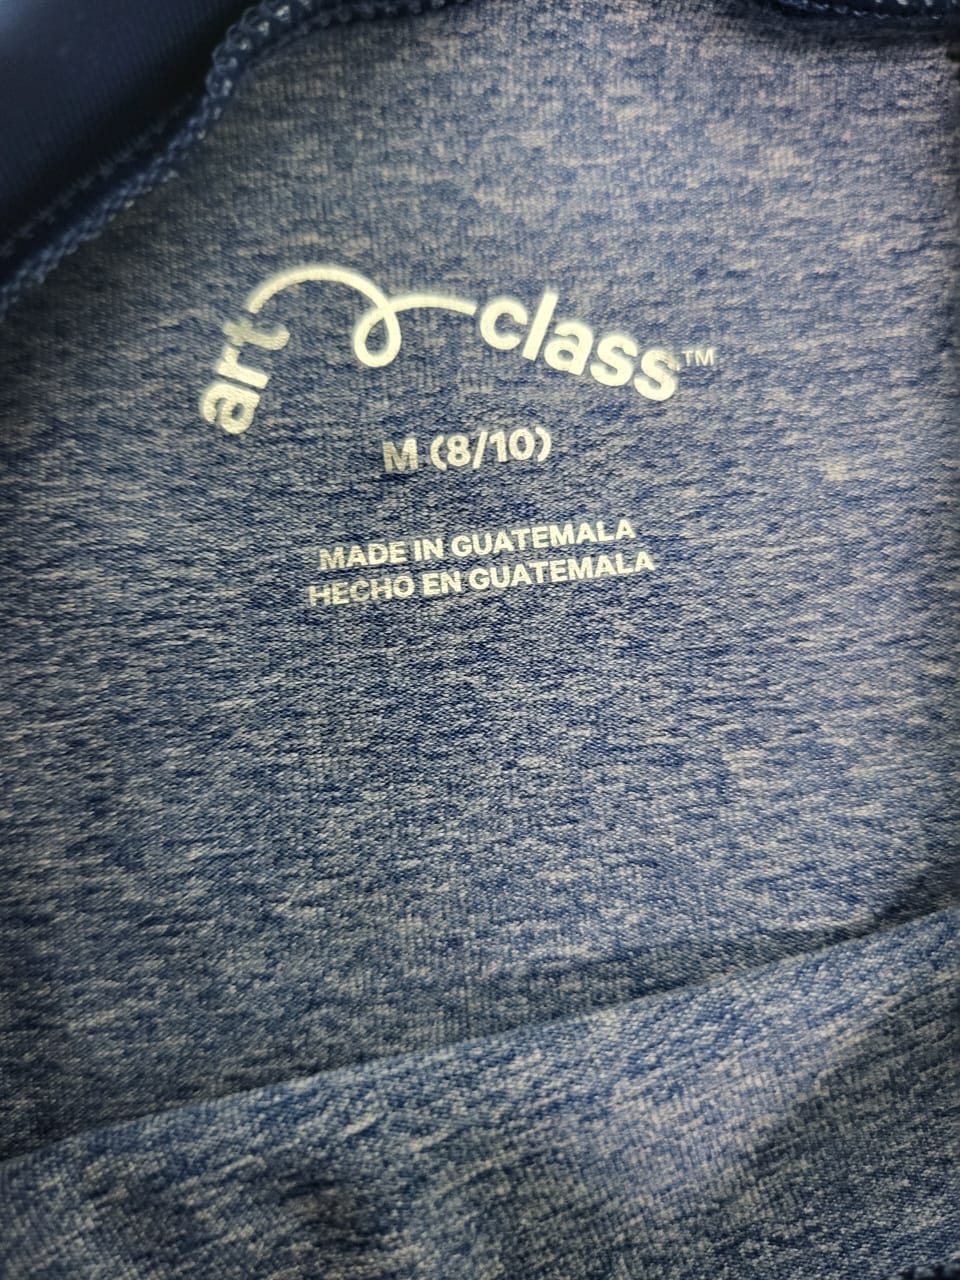 art class™
M (8/10)
MADE IN GUATEMALA
HECHO EN GUATEMALA